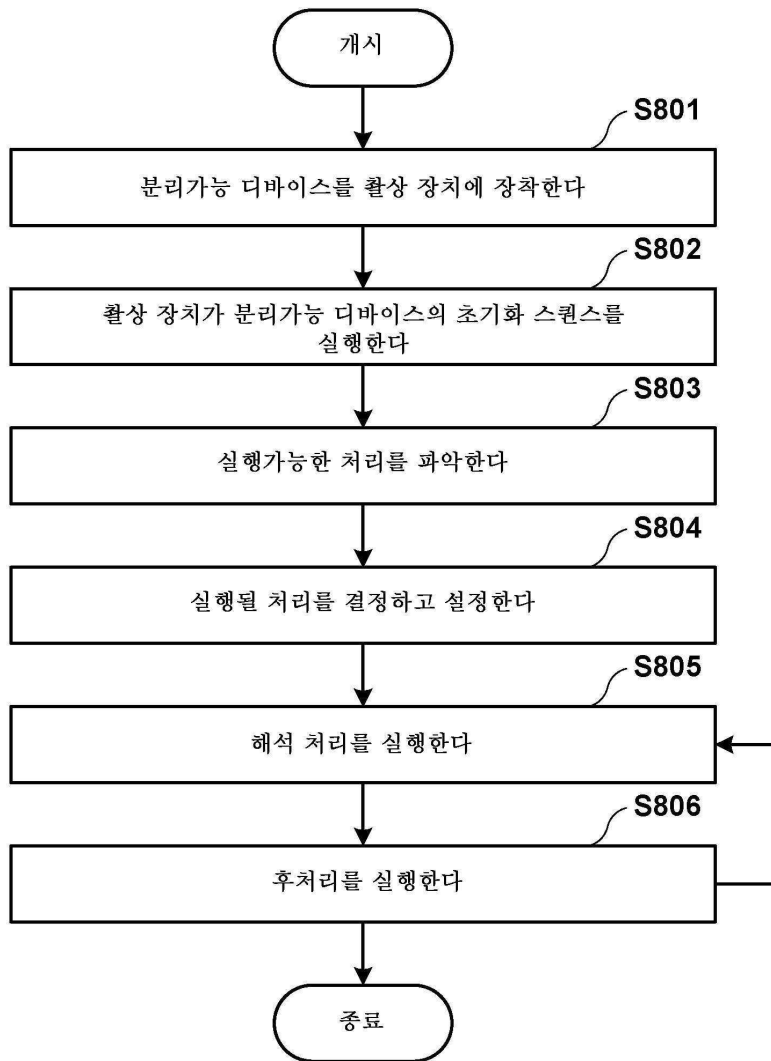 개시
S801
분리가능 디바이스를 촬상 장치에 장착한다
S802
촬상 장치가 분리가능 디바이스의 초기화 스퀀스를
실행한다
S803
실행가능한 처리를 파악한다
S804
실행될 처리를 결정하고 설정한다
S805
해석 처리를 실행한다
S806
후처리를 실행한다
종료